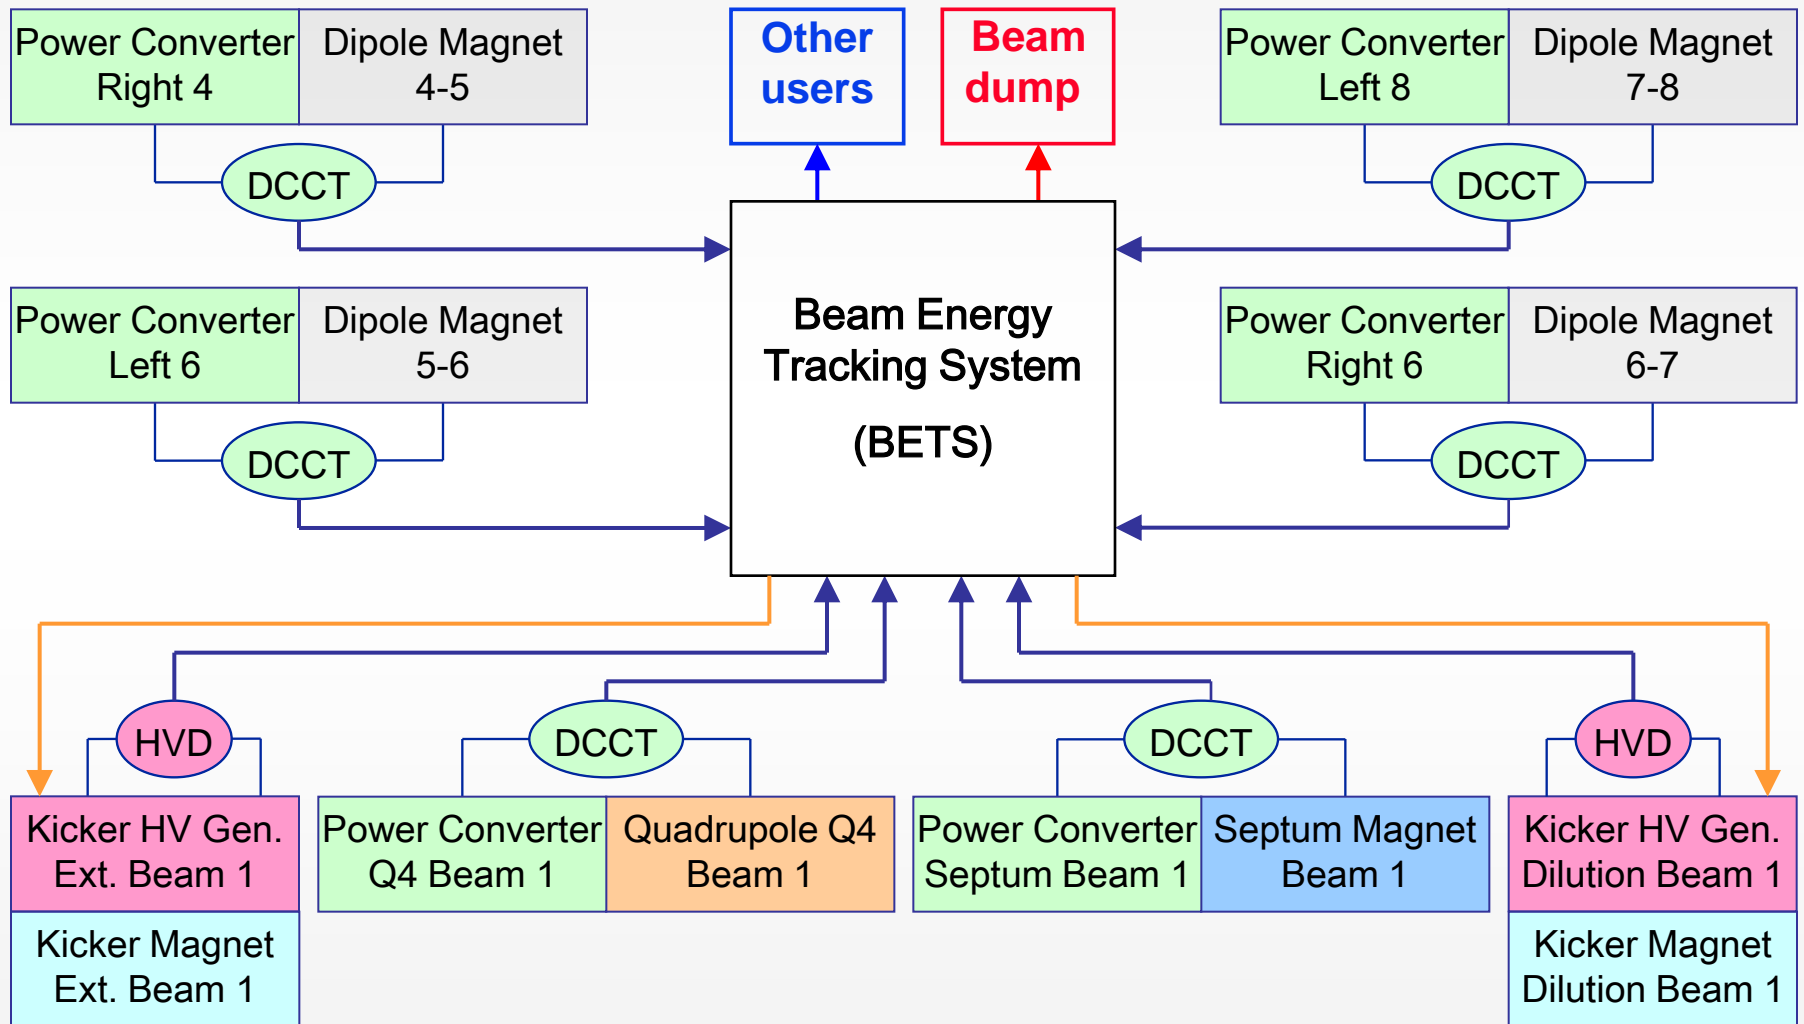 Power Converter
Right 4
Dipole Magnet
4-5
DCCT
Other
users
Beam
dump
Power Converter
Left 8
Dipole Magnet
7-8
DCCT
Power Converter
Left 6
Dipole Magnet
5-6
DCCT
Beam Energy
Tracking System
(BETS)
Power Converter
Right 6
Dipole Magnet
6-7
DCCT
HVD
Kicker HV Gen.
Ext. Beam 1
Kicker Magnet
Ext. Beam 1
DCCT
Power Converter
Q4 Beam 1
Quadrupole Q4
Beam 1
DCCT
Power Converter
Septum Beam 1
Septum Magnet
Beam 1
HVD
Kicker HV Gen.
Dilution Beam 1
Kicker Magnet
Dilution Beam 1